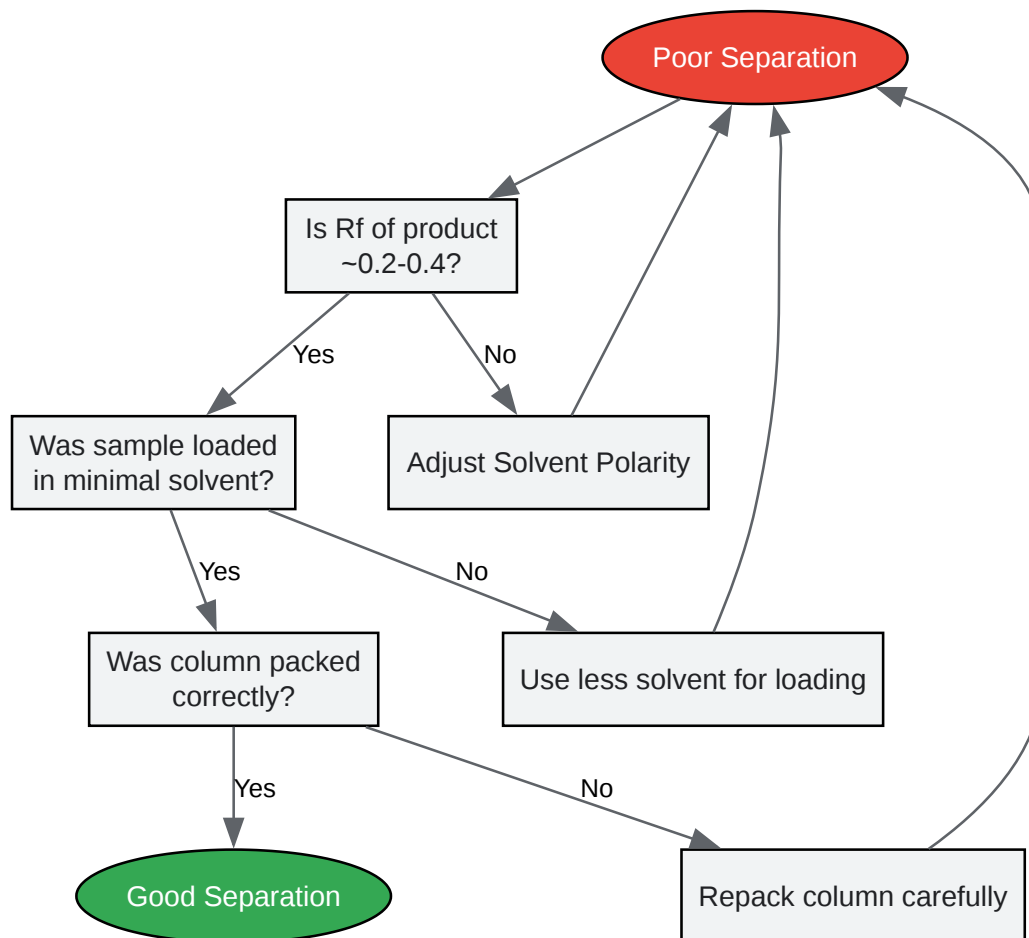 Poor Separation
Is Rf of product
~0.2-0.4?
Yes
No
Was sample loaded
in minimal solvent?
Adjust Solvent Polarity
Yes
No
Was column packed
correctly?
Use less solvent for loading
Yes
No
Good Separation
Repack column carefully